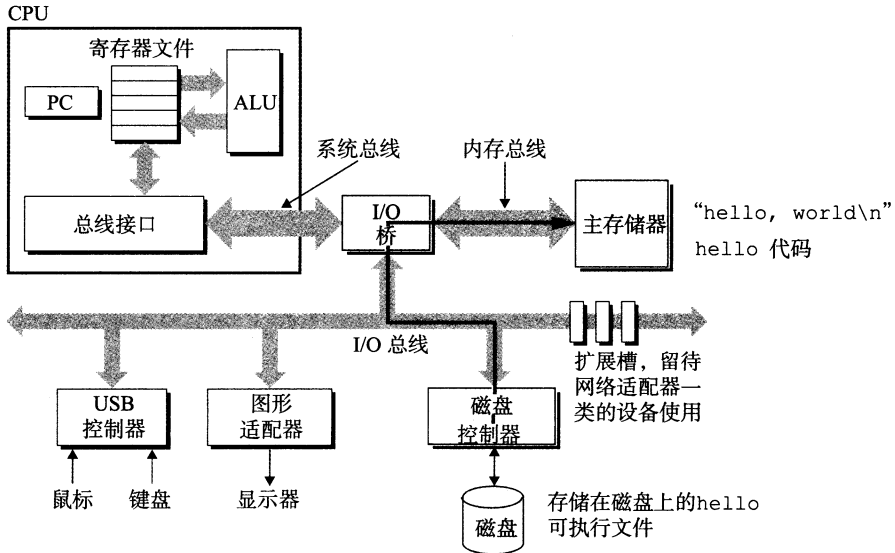 CPU
寄存器文件
PC
ALU
系统总线
内存总线
总线接口
I/O
桥
主存储器
“hello, world\n”
hello 代码
I/O 总线
扩展槽，留待
网络适配器一
类的设备使用
USB
控制器
图形
适配器
磁盘
控制器
鼠标
键盘
显示器
磁盘
存储在磁盘上的hello
可执行文件